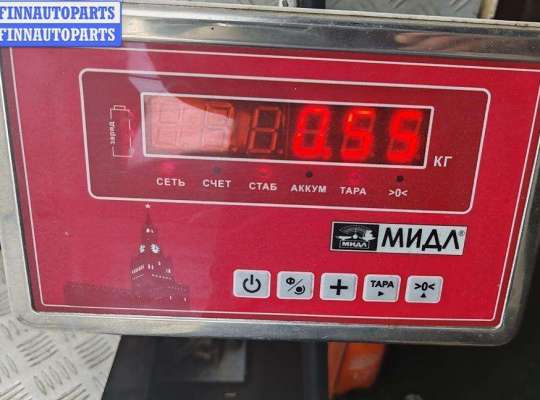 FINNAUTOPARTS
FINNAUTOPARTS
заряд
0.55
КГ
СЕТЬ СЧЕТ СТАБ АККУМ ТАРА >0<
МИДЛ МИДЛ®
ТАРА >0<